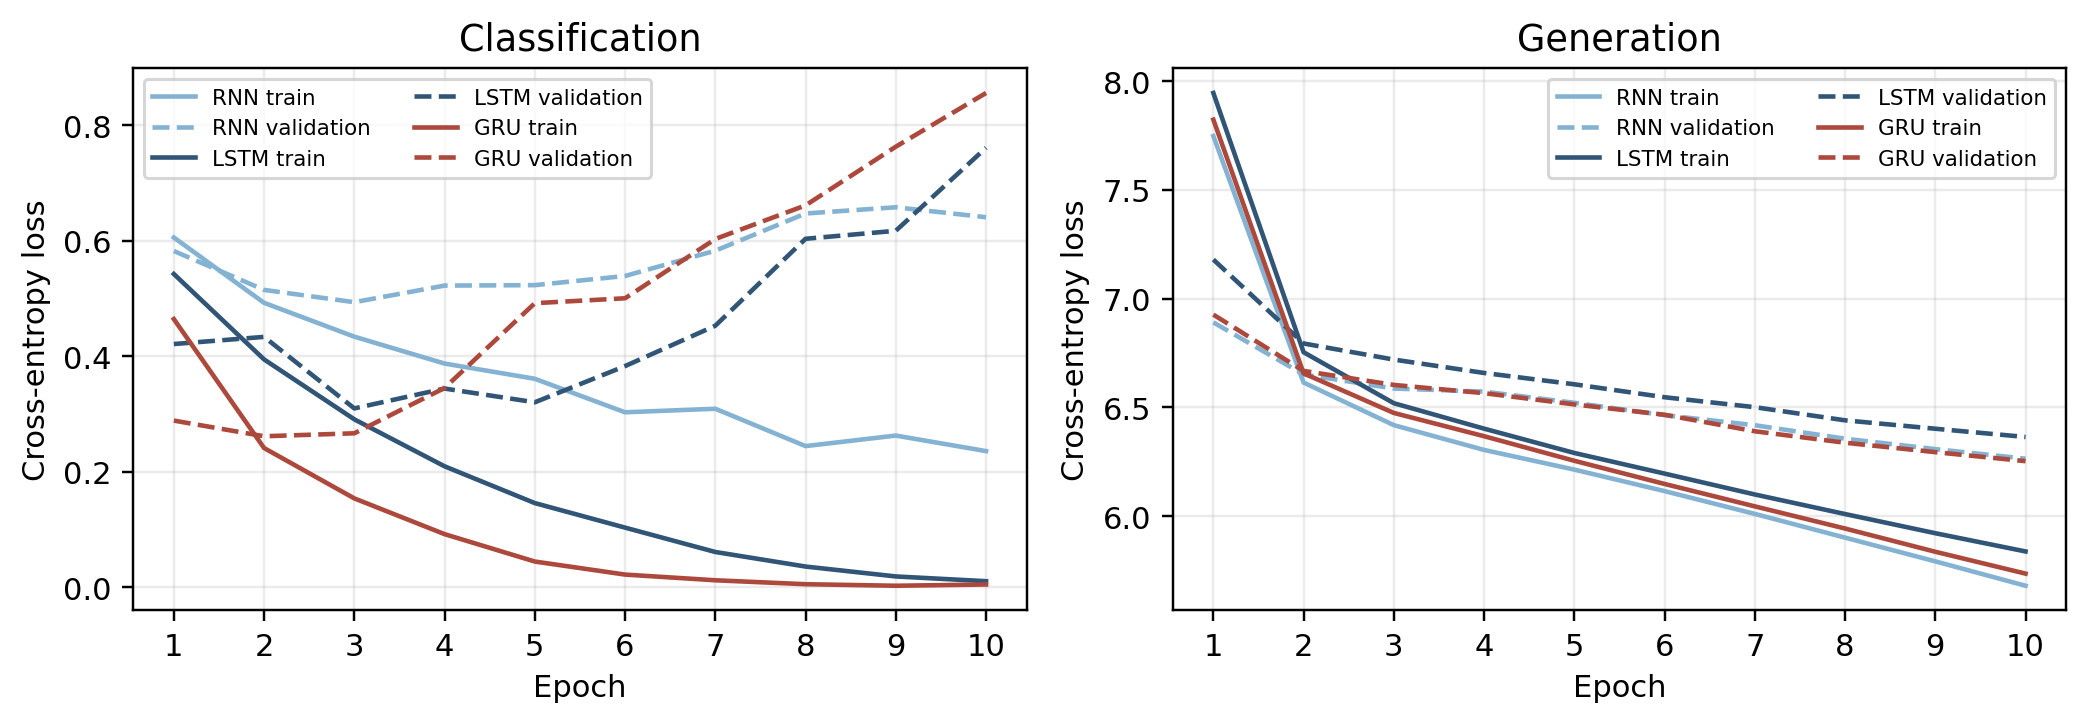 Classification
RNN train
RNN validation
LSTM train
LSTM validation
GRU train
GRU validation
Cross-entropy loss
0.8
0.6
0.4
0.2
0.0
1 2 3 4 5 6 7 8 9 10
Epoch
Generation
RNN train
RNN validation
LSTM train
LSTM validation
GRU train
GRU validation
Cross-entropy loss
8.0
7.5
7.0
6.5
6.0
1 2 3 4 5 6 7 8 9 10
Epoch